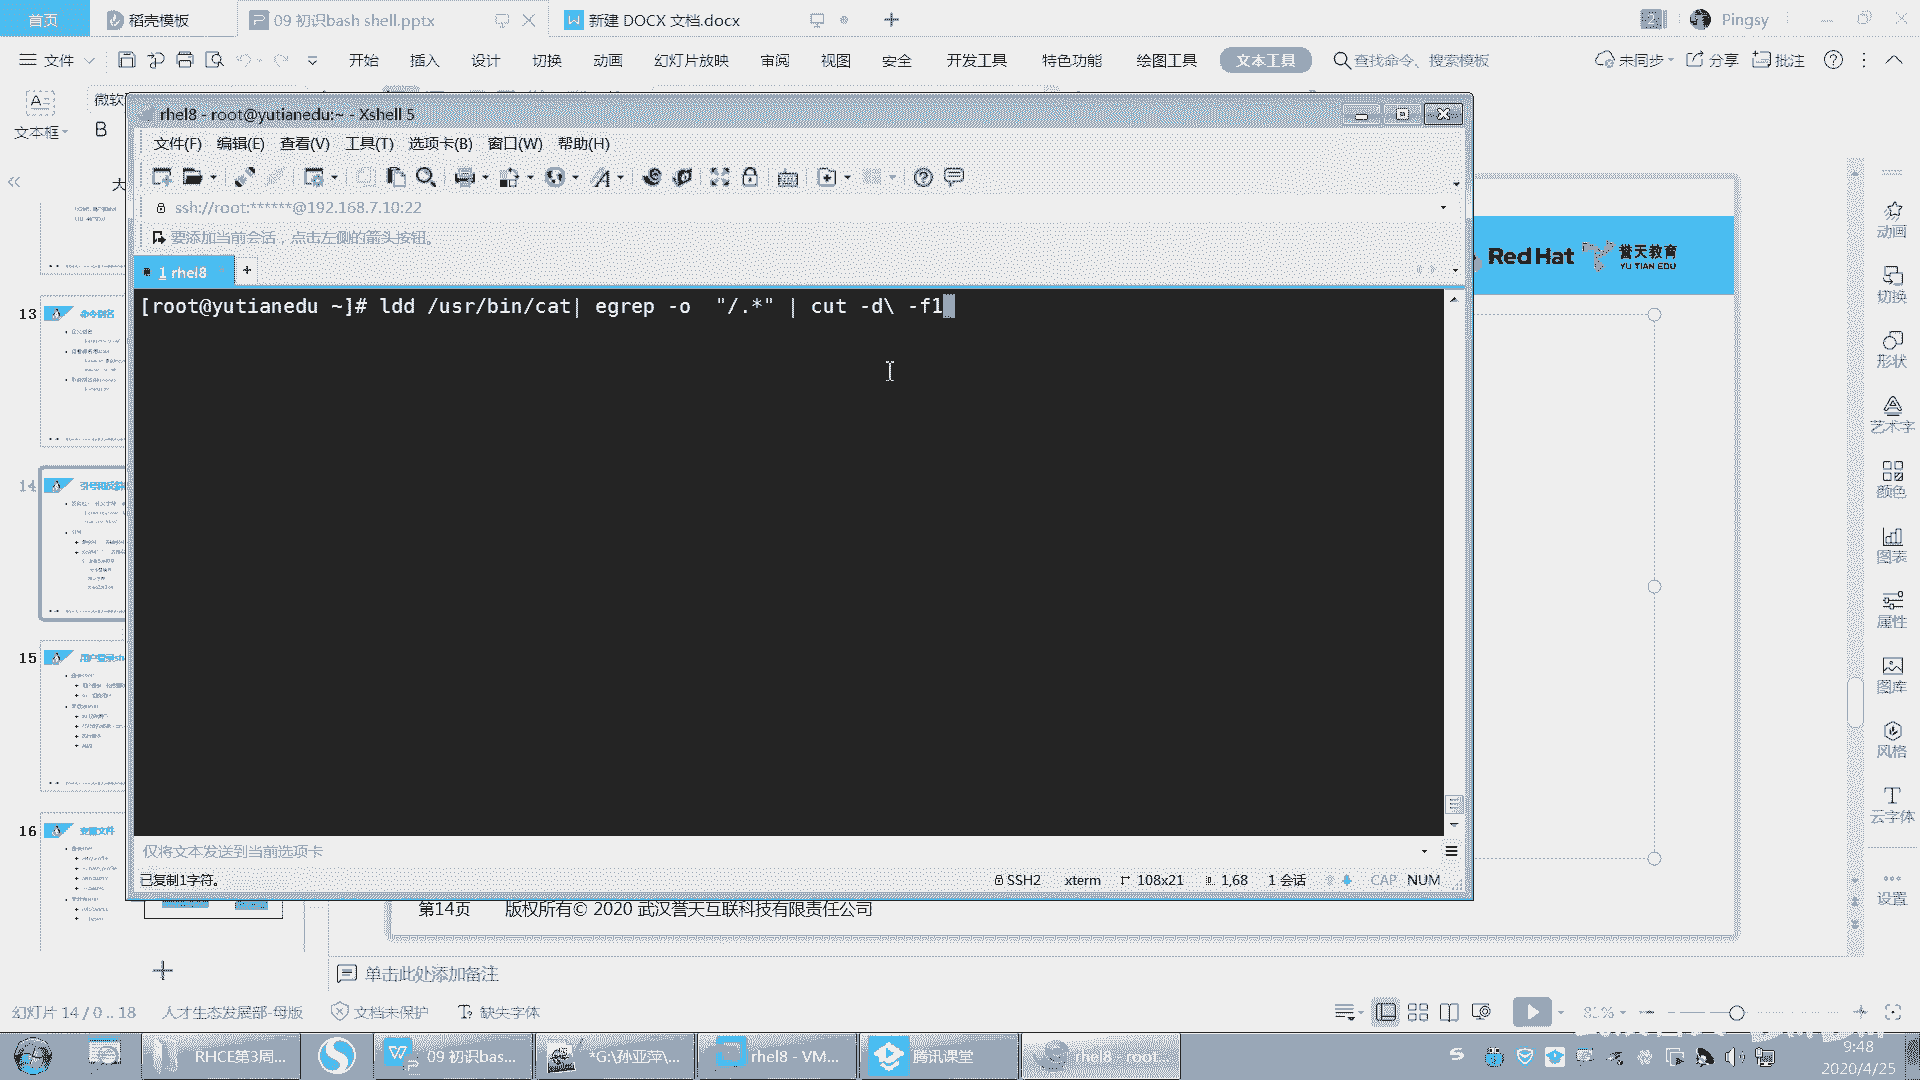 首页 稻壳模板 09 初识bash shell.pptx 新建 DOCX 文档.docx Pingsy
文件 开始 插入 设计 切换 动画 幻灯片放映 审阅 视图 安全 开发工具 特色功能 绘图工具 文本工具 查找命令、搜索模板 未同步 分享 批注
文本框 微软 B
rhel8 - root@yutianedu:~ - Xshell 5
文件(F) 编辑(E) 查看(V) 工具(T) 选项卡(B) 窗口(W) 帮助(H)
ssh://root:******@192.168.7.10:22
要添加当前会话，点击左侧的箭头按钮。
1 rhel8
[root@yutianedu ~]# ldd /usr/bin/cat| egrep -o  "/.*" | cut -d\ -f1
仅将文本发送到当前选项卡
已复制1字符。 SSH2 xterm 108x21 1,68 1 会话 CAP NUM
大
13 命令别名
14
15
16 变量文件
Red Hat 誉天教育
YU TIAN EDU
动画
切换
形状
艺术字
颜色
图表
属性
图库
风格
云字体
设置
第14页 版权所有© 2020 武汉誉天互联科技有限责任公司
单击此处添加备注
幻灯片 14 / 0 .. 18 人才生态发展部-母版 文档未保护 缺失字体
RHCE第3周... 09 初识bas... *G:\孙亚萍\... rhel8 - VM... 腾讯课堂 rhel8 - root...
9:48
2020/4/25